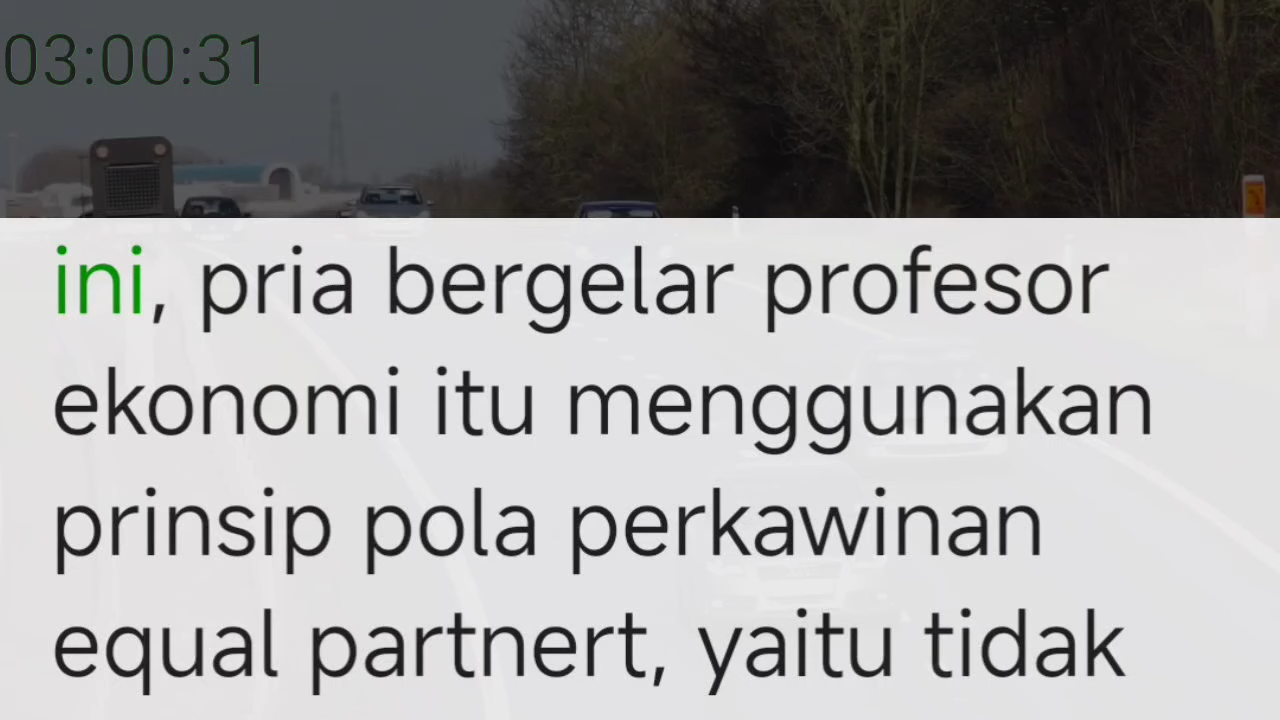 03:00:31
ini, pria bergelar profesor
ekonomi itu menggunakan
prinsip pola perkawinan
equal partnert, yaitu tidak